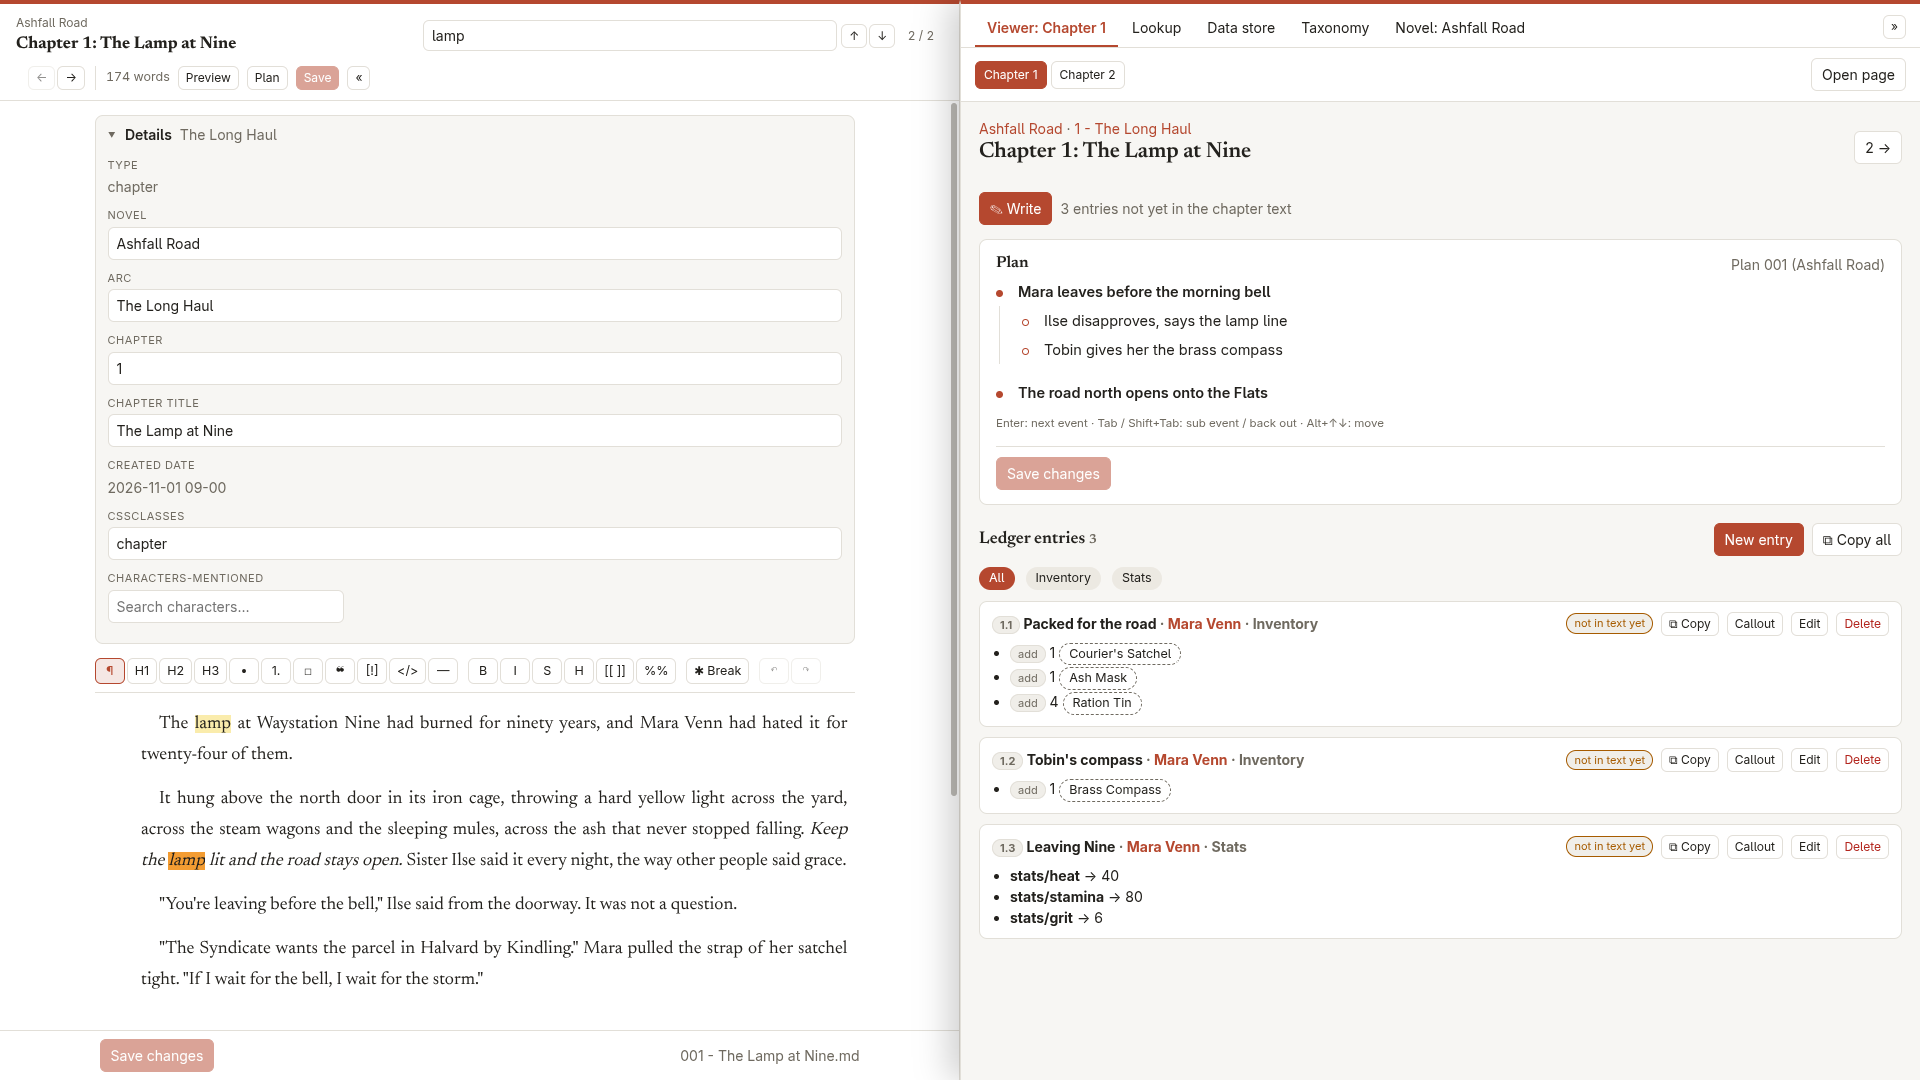 Ashfall Road
Chapter 1: The Lamp at Nine
lamp
↑ ↓ 2 / 2
← → 174 words Preview Plan Save «
▼ Details The Long Haul
TYPE
chapter
NOVEL
Ashfall Road
ARC
The Long Haul
CHAPTER
1
CHAPTER TITLE
The Lamp at Nine
CREATED DATE
2026-11-01 09-00
CSSCLASSES
chapter
CHARACTERS-MENTIONED
Search characters...
¶ H1 H2 H3 • 1. □ ❝ [!] </> — B I S H [[ ]] %% ✱ Break ↶ ↷
The lamp at Waystation Nine had burned for ninety years, and Mara Venn had hated it for
twenty-four of them.
It hung above the north door in its iron cage, throwing a hard yellow light across the yard,
across the steam wagons and the sleeping mules, across the ash that never stopped falling. Keep
the lamp lit and the road stays open. Sister Ilse said it every night, the way other people said grace.
"You're leaving before the bell," Ilse said from the doorway. It was not a question.
"The Syndicate wants the parcel in Halvard by Kindling." Mara pulled the strap of her satchel
tight. "If I wait for the bell, I wait for the storm."
Save changes 001 - The Lamp at Nine.md
Viewer: Chapter 1 Lookup Data store Taxonomy Novel: Ashfall Road »
Chapter 1 Chapter 2 Open page
Ashfall Road · 1 - The Long Haul
Chapter 1: The Lamp at Nine
2 →
✎ Write 3 entries not yet in the chapter text
Plan Plan 001 (Ashfall Road)
Mara leaves before the morning bell
Ilse disapproves, says the lamp line
Tobin gives her the brass compass
The road north opens onto the Flats
Enter: next event · Tab / Shift+Tab: sub event / back out · Alt+↑↓: move
Save changes
Ledger entries 3 New entry ⧉ Copy all
All Inventory Stats
1.1 Packed for the road · Mara Venn · Inventory not in text yet ⧉ Copy Callout Edit Delete
• add 1 Courier's Satchel
• add 1 Ash Mask
• add 4 Ration Tin
1.2 Tobin's compass · Mara Venn · Inventory not in text yet ⧉ Copy Callout Edit Delete
• add 1 Brass Compass
1.3 Leaving Nine · Mara Venn · Stats not in text yet ⧉ Copy Callout Edit Delete
• stats/heat → 40
• stats/stamina → 80
• stats/grit → 6